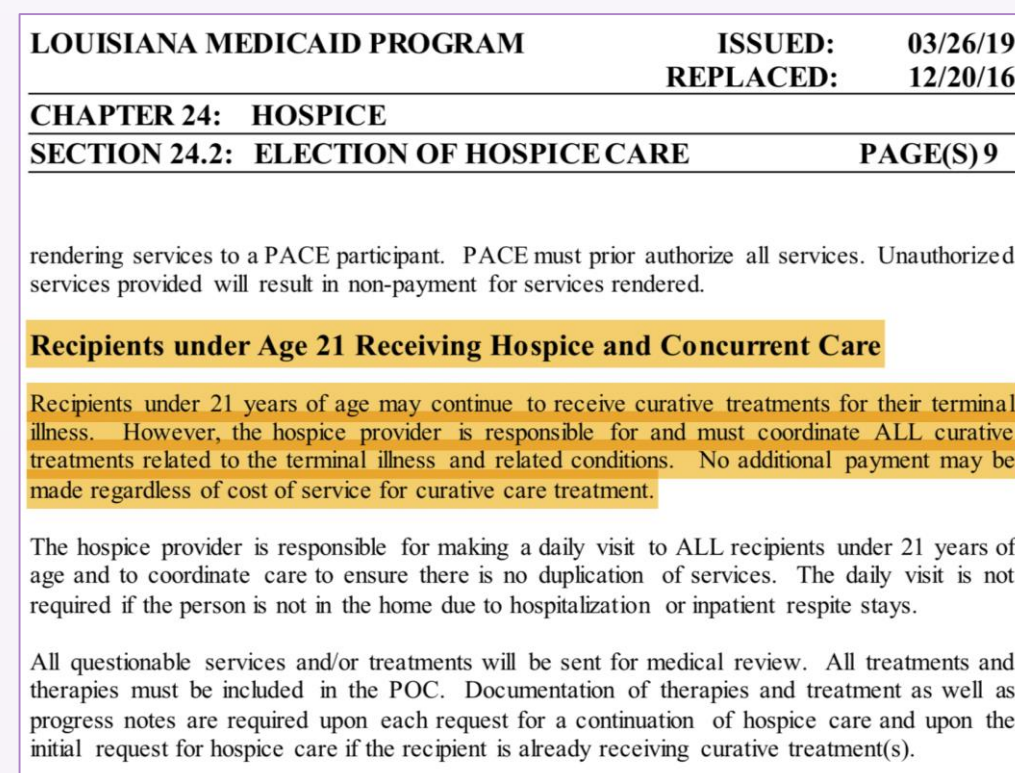 LOUISIANA MEDICAID PROGRAM ISSUED: 03/26/19
REPLACED: 12/20/16
CHAPTER 24: HOSPICE
SECTION 24.2: ELECTION OF HOSPICE CARE PAGE(S) 9
rendering services to a PACE participant. PACE must prior authorize all services. Unauthorized
services provided will result in non-payment for services rendered.
Recipients under Age 21 Receiving Hospice and Concurrent Care
Recipients under 21 years of age may continue to receive curative treatments for their terminal
illness. However, the hospice provider is responsible for and must coordinate ALL curative
treatments related to the terminal illness and related conditions. No additional payment may be
made regardless of cost of service for curative care treatment.
The hospice provider is responsible for making a daily visit to ALL recipients under 21 years of
age and to coordinate care to ensure there is no duplication of services. The daily visit is not
required if the person is not in the home due to hospitalization or inpatient respite stays.
All questionable services and/or treatments will be sent for medical review. All treatments and
therapies must be included in the POC. Documentation of therapies and treatment as well as
progress notes are required upon each request for a continuation of hospice care and upon the
initial request for hospice care if the recipient is already receiving curative treatment(s).